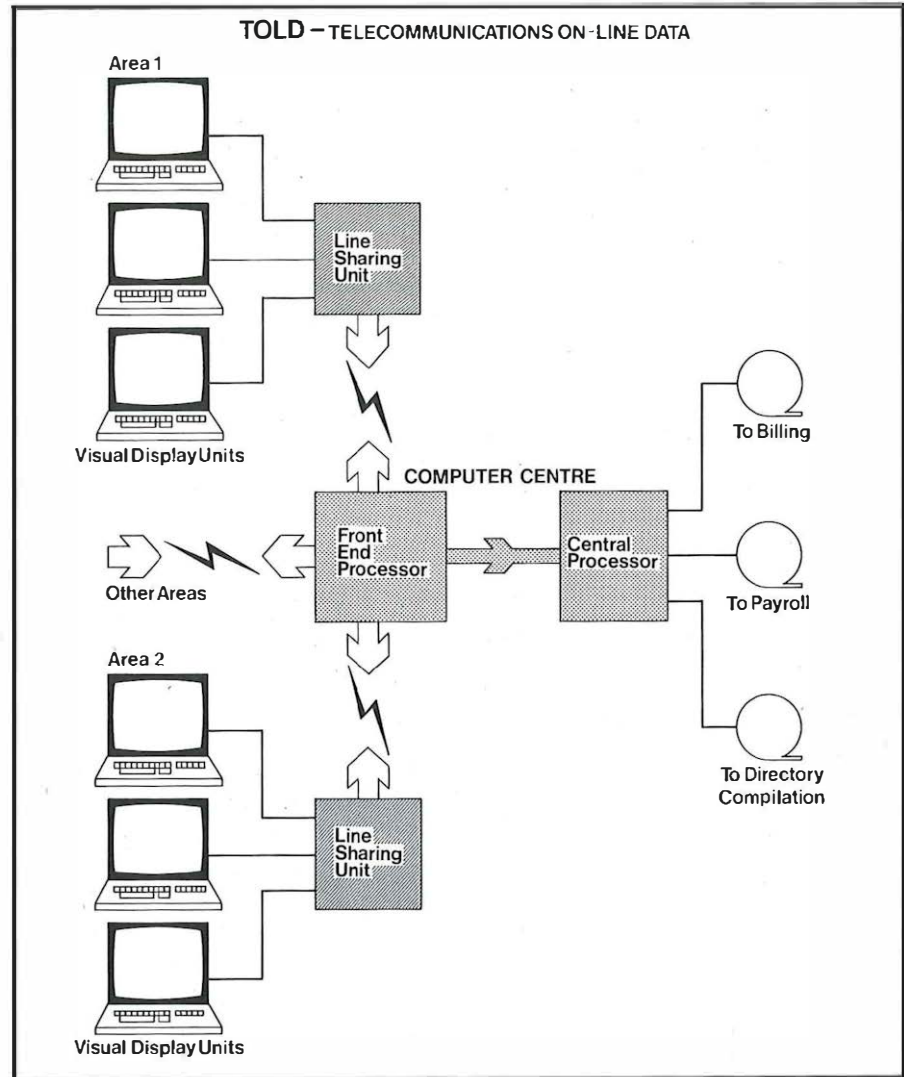 TOLD – TELECOMMUNICATIONS ON-LINE DATA
Area 1
Line
Sharing
Unit
Visual Display Units
To Billing
COMPUTER CENTRE
Front
End
Processor
Central
Processor
Other Areas
To Payroll
Area 2
Line
Sharing
Unit
To Directory
Compilation
Visual Display Units